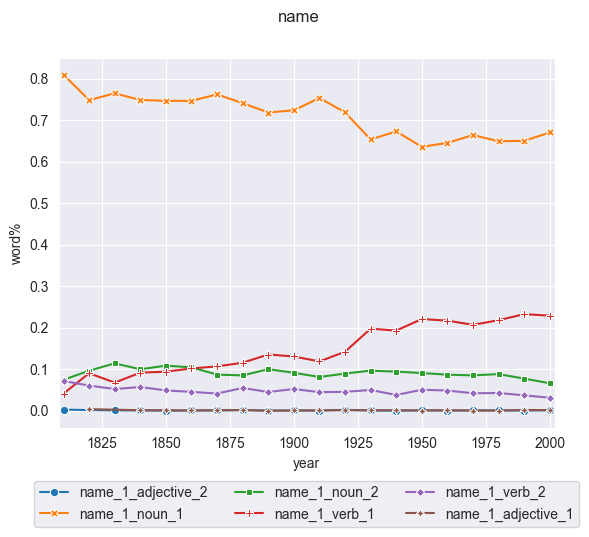 name
0.8
0.7
0.6
0.5
0.4
0.3
0.2
0.1
0.0
word%
1825 1850 1875 1900 1925 1950 1975 2000
year
name_1_adjective_2 name_1_noun_2 name_1_verb_2
name_1_noun_1 name_1_verb_1 name_1_adjective_1